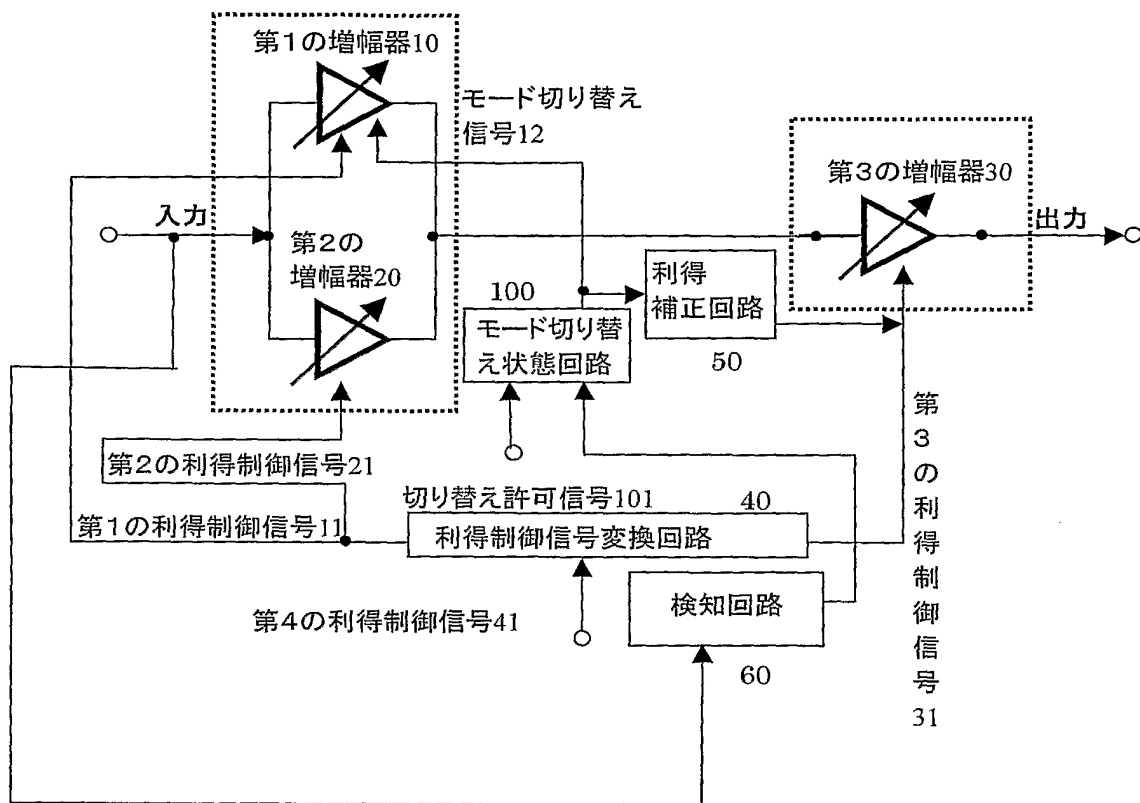 第1の増幅器10
モード切り替え
信号12
第3の増幅器30
入力
出力
第2の
増幅器20
利得
補正回路
100
モード切り替
え状態回路
50
第2の利得制御信号21
切り替え許可信号101
40
第1の利得制御信号11
利得制御信号変換回路
第4の利得制御信号41
検知回路
60
第
3
の
利
得
制
御
信
号
31